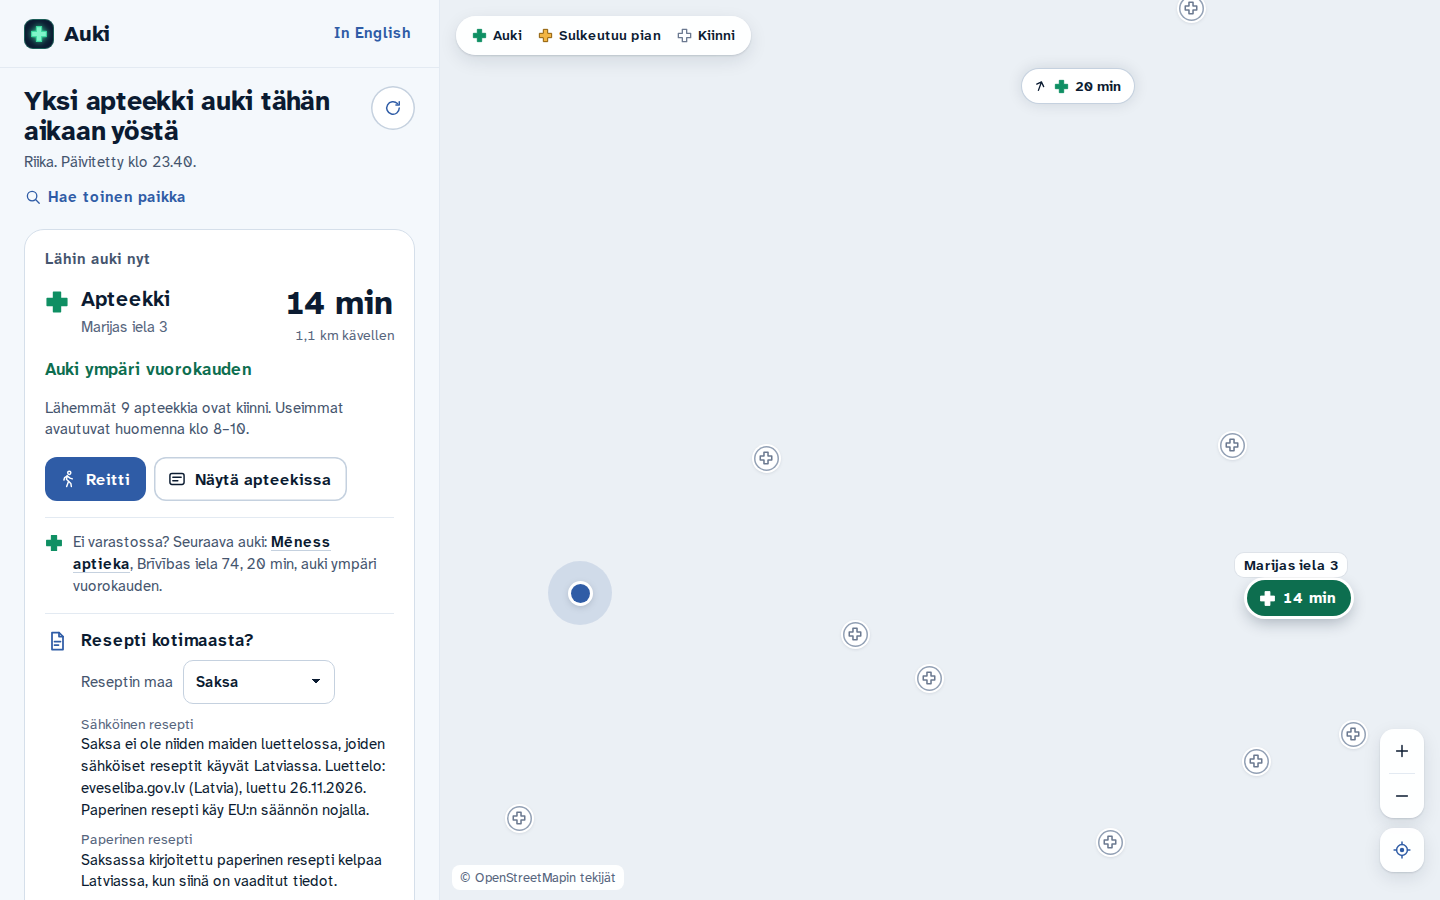 Auki
In English
Yksi apteekki auki tähän
aikaan yöstä
Riika. Päivitetty klo 23.40.
Hae toinen paikka
Lähin auki nyt
Apteekki
14 min
Marijas iela 3
1,1 km kävellen
Auki ympäri vuorokauden
Lähemmät 9 apteekkia ovat kiinni. Useimmat
avautuvat huomenna klo 8–10.
Reitti
Näytä apteekissa
Ei varastossa? Seuraava auki: Mēness
aptieka, Brīvības iela 74, 20 min, auki ympäri
vuorokauden.
Resepti kotimaasta?
Reseptin maa
Saksa
Sähköinen resepti
Saksa ei ole niiden maiden luettelossa, joiden
sähköiset reseptit käyvät Latviassa. Luettelo:
eveseliba.gov.lv (Latvia), luettu 26.11.2026.
Paperinen resepti käy EU:n säännön nojalla.
Paperinen resepti
Saksassa kirjoitettu paperinen resepti kelpaa
Latviassa, kun siinä on vaaditut tiedot.
Auki
Sulkeutuu pian
Kiinni
20 min
Marijas iela 3
14 min
+
−
© OpenStreetMapin tekijät